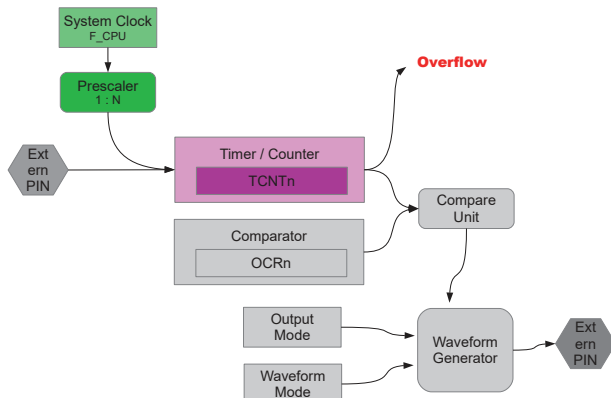 System Clock
F_CPU
Prescaler
1 : N
Overflow
Ext
ern
PIN
Timer / Counter
TCNTn
Compare
Unit
Comparator
OCRn
Output
Mode
Waveform
Generator
Ext
ern
PIN
Waveform
Mode